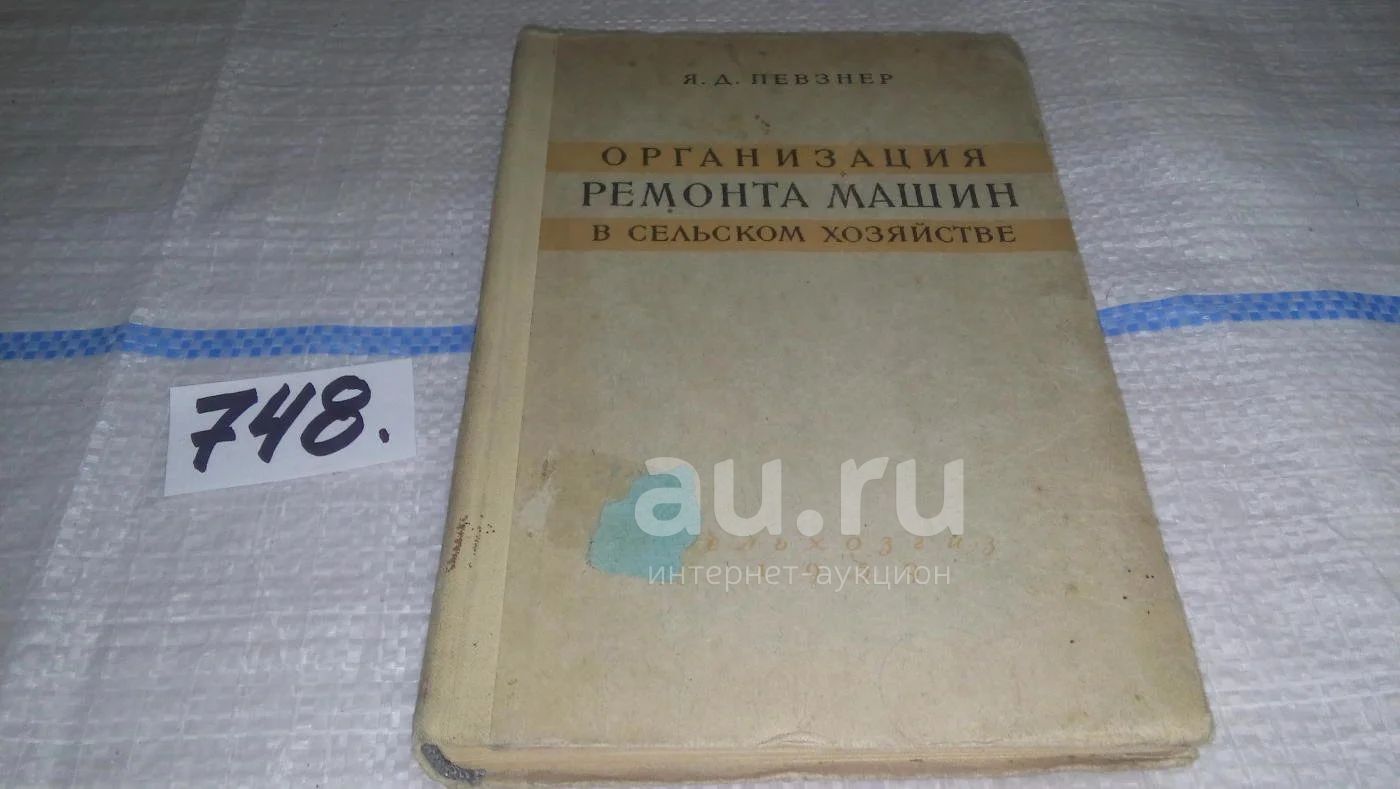 Я. Д. ПЕВЗНЕР
ОРГАНИЗАЦИЯ
РЕМОНТА МАШИН
В СЕЛЬСКОМ ХОЗЯЙСТВЕ
748.
au.ru
интернет-аукцион